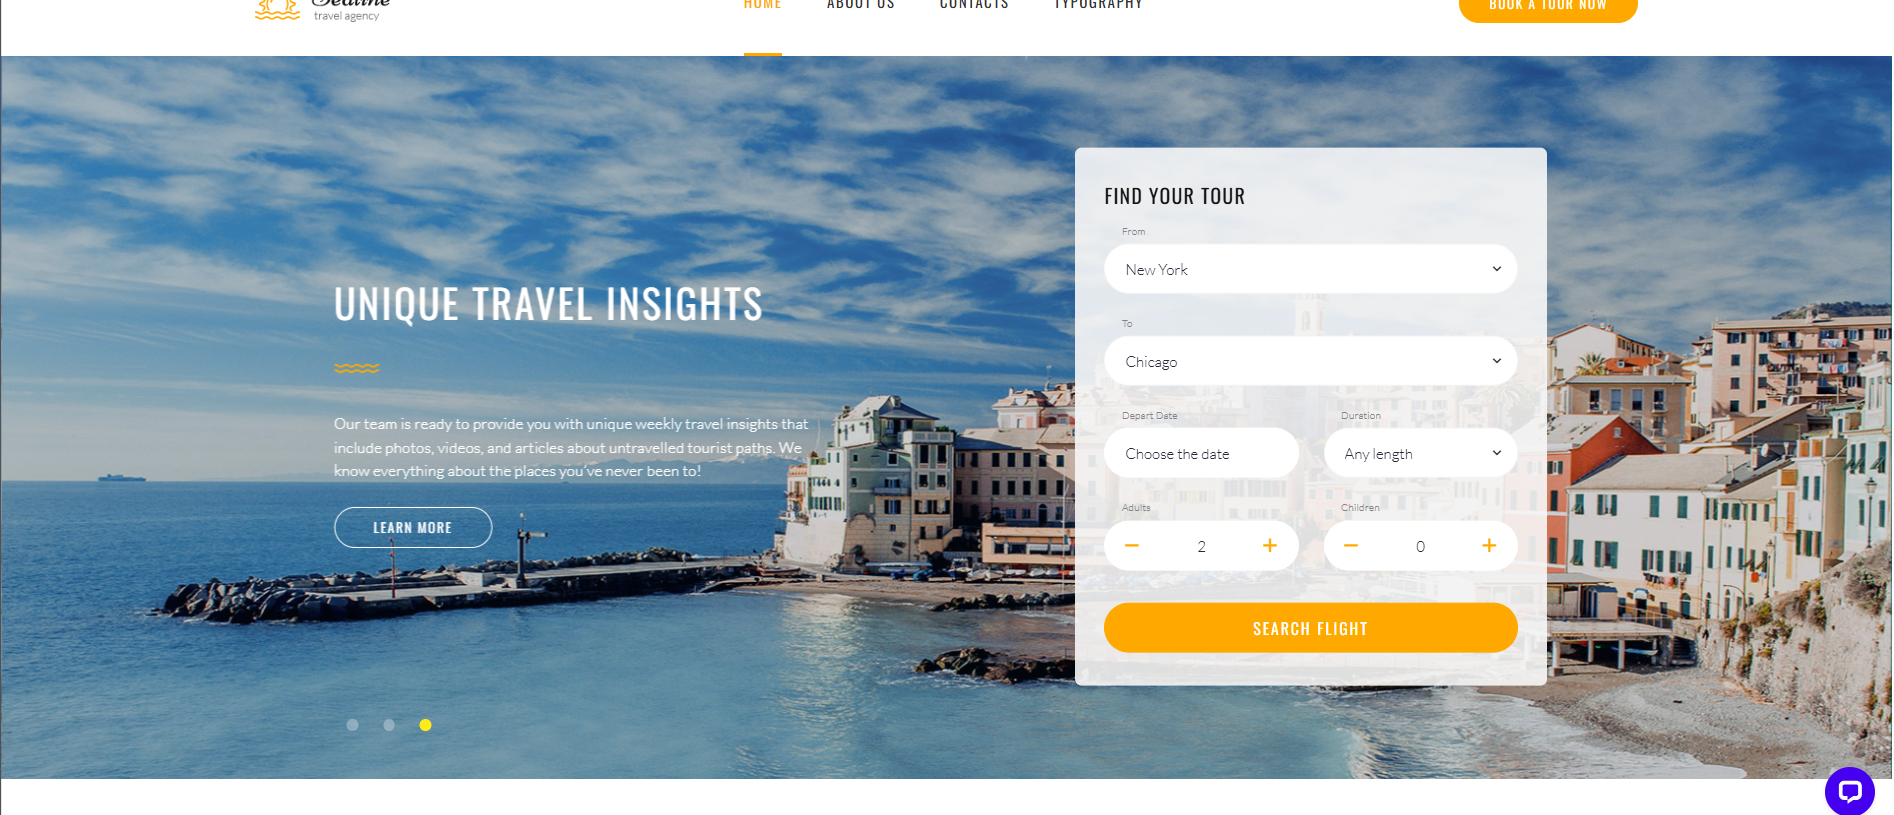 Sealine
travel agency
HOME
ABOUT US
CONTACTS
TYPOGRAPHY
BOOK A TOUR NOW
UNIQUE TRAVEL INSIGHTS
Our team is ready to provide you with unique weekly travel insights that
include photos, videos, and articles about untravelled tourist paths. We
know everything about the places you've never been to!
LEARN MORE
FIND YOUR TOUR
From
New York
To
Chicago
Depart Date
Duration
Choose the date
Any length
Adults
Children
2
0
SEARCH FLIGHT